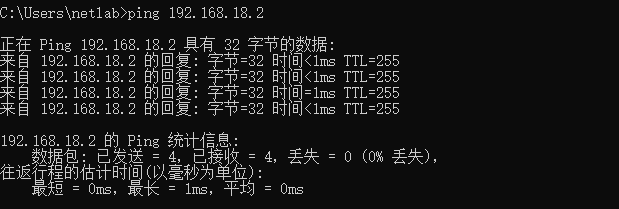 C:\Users\netlab>ping 192.168.18.2
正在 Ping 192.168.18.2 具有 32 字节的数据:
来自 192.168.18.2 的回复: 字节=32 时间<1ms TTL=255
来自 192.168.18.2 的回复: 字节=32 时间<1ms TTL=255
来自 192.168.18.2 的回复: 字节=32 时间=1ms TTL=255
来自 192.168.18.2 的回复: 字节=32 时间<1ms TTL=255
192.168.18.2 的 Ping 统计信息:
数据包: 已发送 = 4, 已接收 = 4, 丢失 = 0 (0% 丢失),
往返行程的估计时间(以毫秒为单位):
最短 = 0ms, 最长 = 1ms, 平均 = 0ms